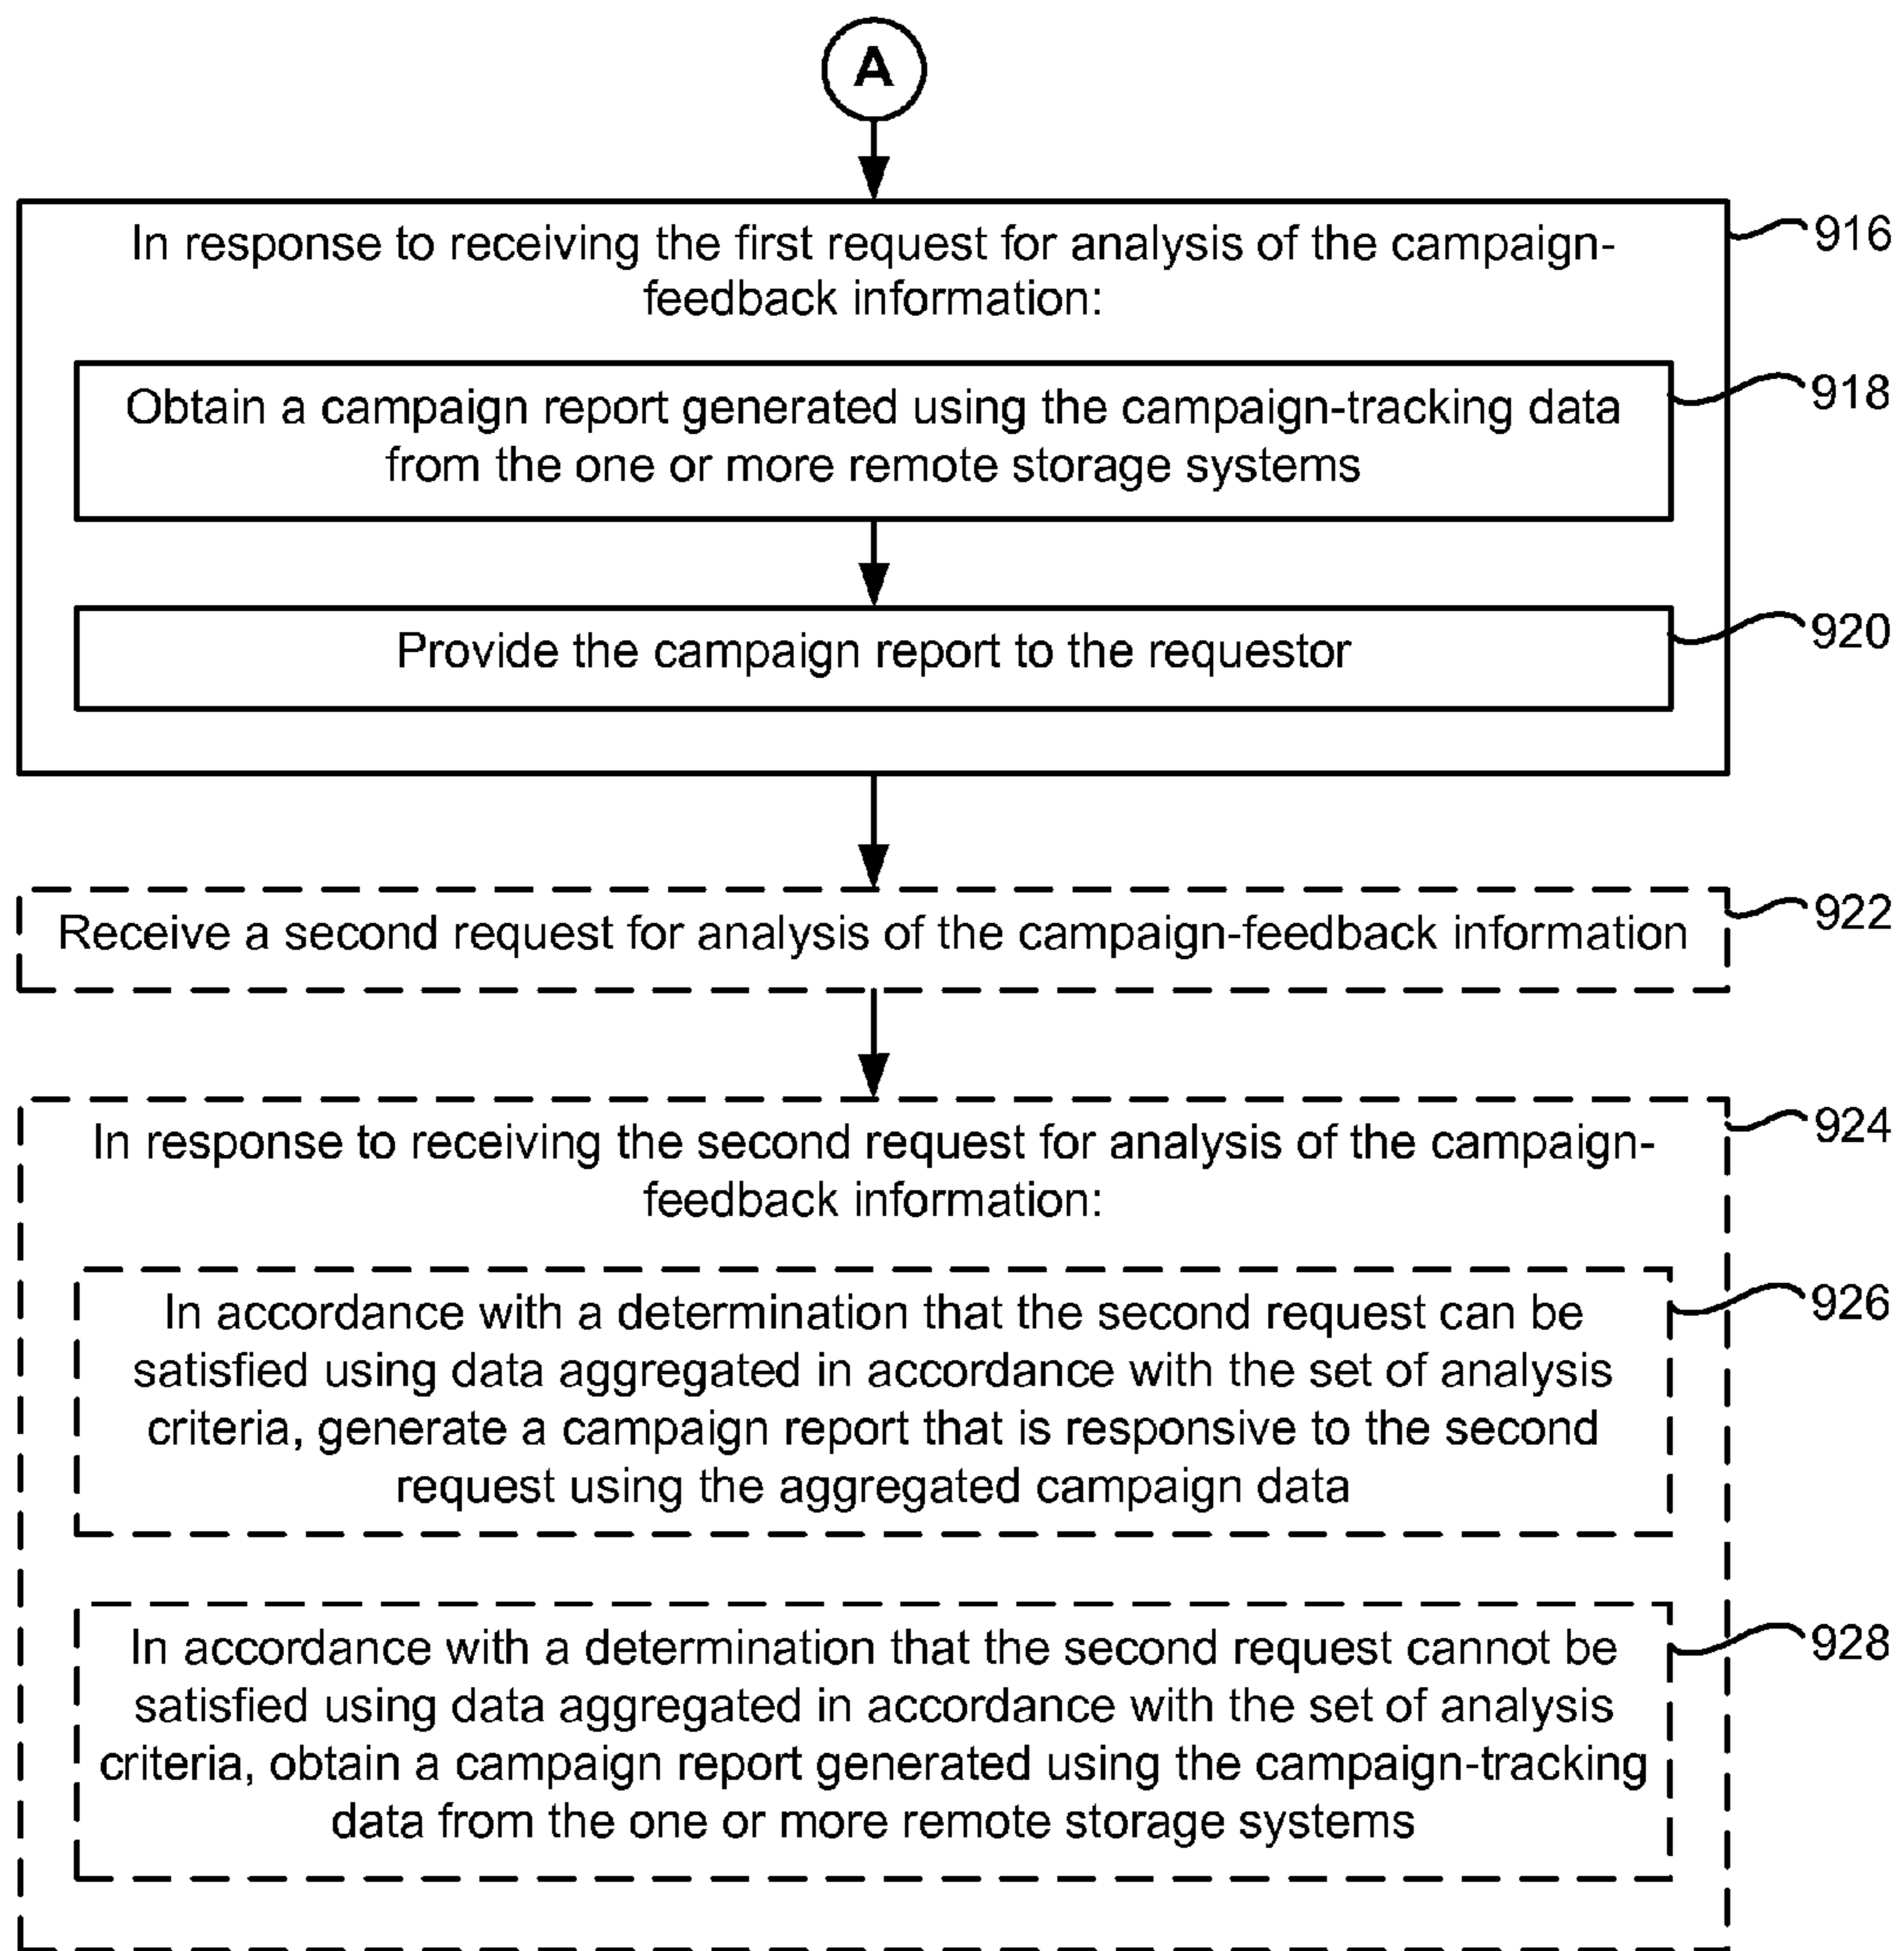 A
In response to receiving the first request for analysis of the campaign-
feedback information:
916
Obtain a campaign report generated using the campaign-tracking data
from the one or more remote storage systems
918
Provide the campaign report to the requestor
920
Receive a second request for analysis of the campaign-feedback information
922
In response to receiving the second request for analysis of the campaign-
feedback information:
924
In accordance with a determination that the second request can be
satisfied using data aggregated in accordance with the set of analysis
criteria, generate a campaign report that is responsive to the second
request using the aggregated campaign data
926
In accordance with a determination that the second request cannot be
satisfied using data aggregated in accordance with the set of analysis
criteria, obtain a campaign report generated using the campaign-tracking
data from the one or more remote storage systems
928